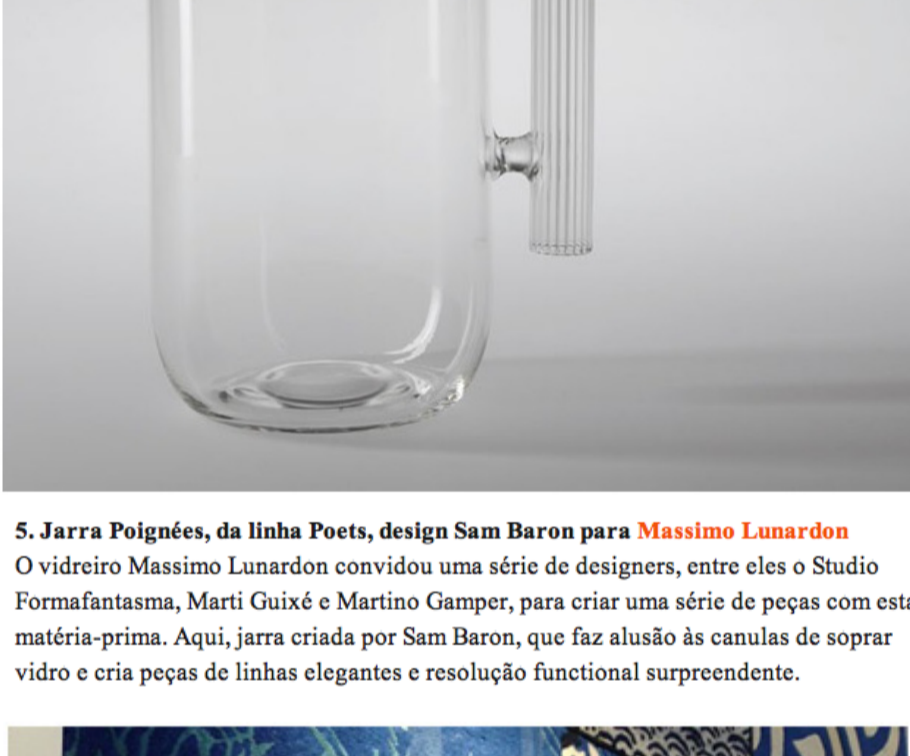 5. Jarra Poignées, da linha Poets, design Sam Baron para Massimo Lunardon
O vidreiro Massimo Lunardon convidou uma série de designers, entre eles o Studio
Formafantasma, Marti Guixé e Martino Gamper, para criar uma série de peças com esta
matéria-prima. Aqui, jarra criada por Sam Baron, que faz alusão às canulas de soprar
vidro e cria peças de linhas elegantes e resolução functional surpreendente.